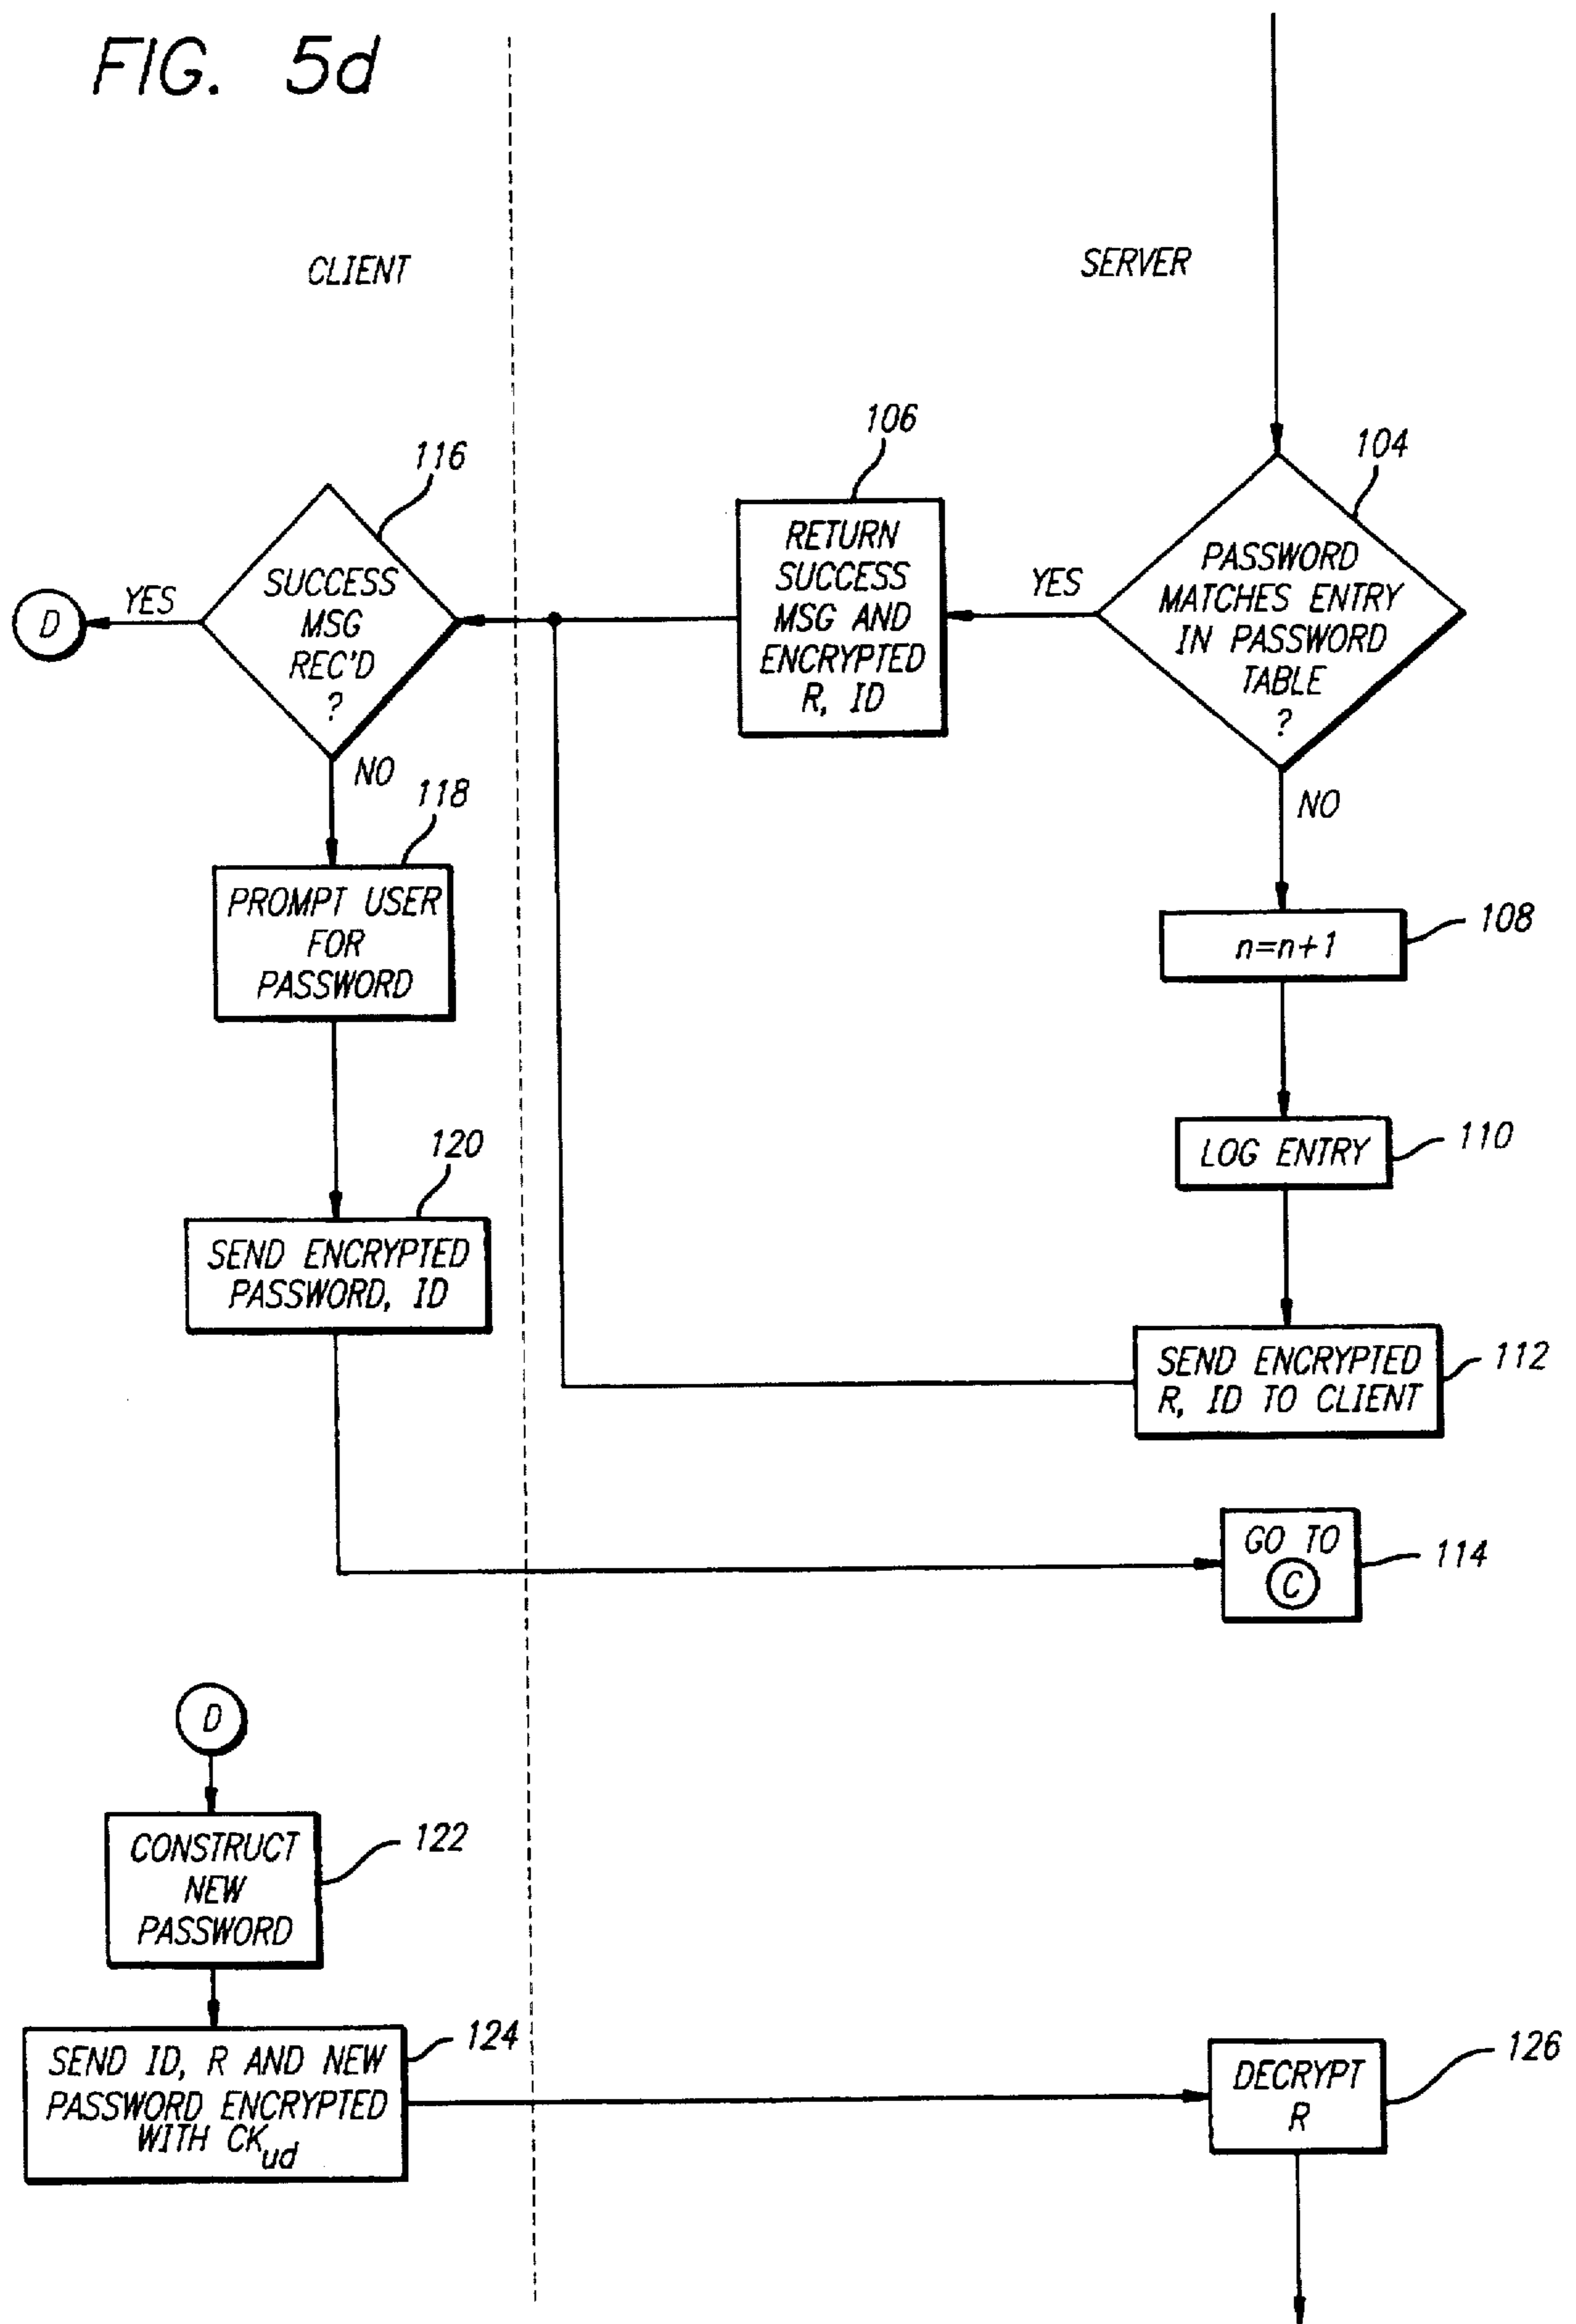 FIG. 5d
CLIENT
SERVER
106
104
116
RETURN
SUCCESS
MSG AND
ENCRYPTED
R, ID
PASSWORD
MATCHES ENTRY
IN PASSWORD
TABLE
?
YES
SUCCESS
MSG
REC'D
?
YES
D
NO
118
NO
PROMPT USER
FOR
PASSWORD
n=n+1
108
120
LOG ENTRY
110
SEND ENCRYPTED
PASSWORD, ID
SEND ENCRYPTED
R, ID TO CLIENT
112
GO TO
C
114
D
CONSTRUCT
NEW
PASSWORD
122
SEND ID, R AND NEW
PASSWORD ENCRYPTED
WITH CKud
124
DECRYPT
R
126